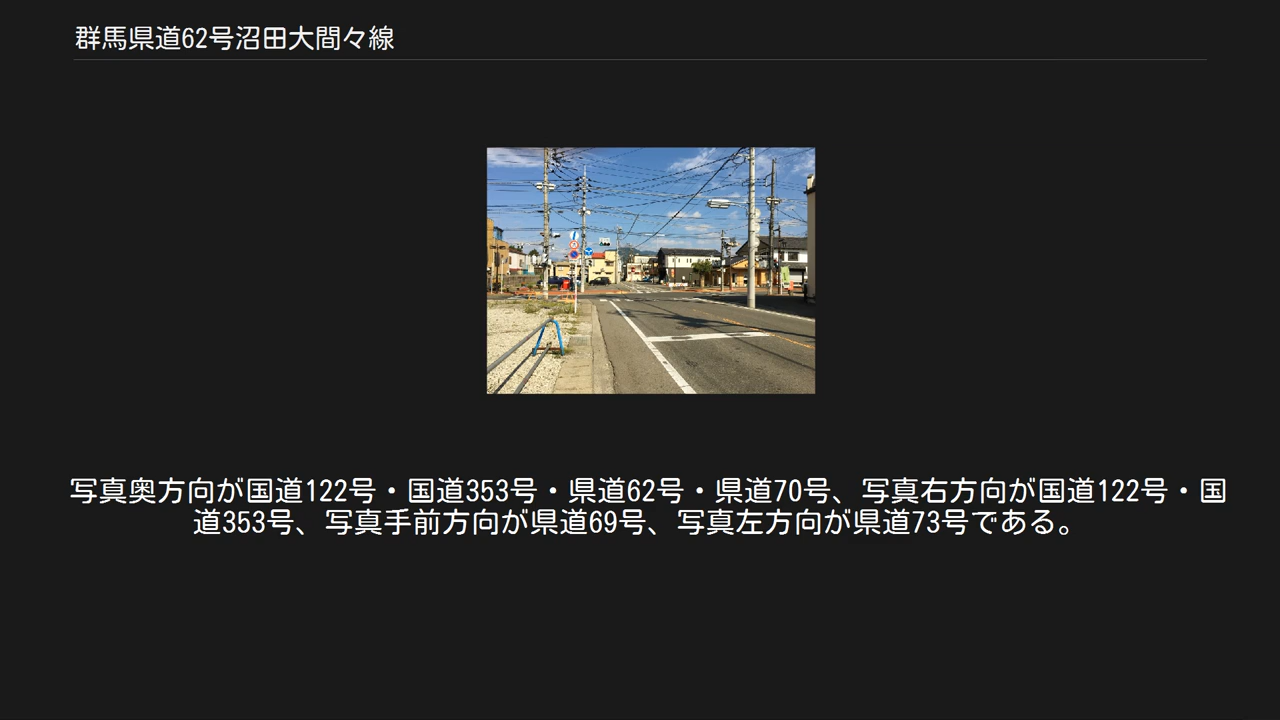 群馬県道62号沼田大間々線
写真奥方向が国道122号・国道353号・県道62号・県道70号、写真右方向が国道122号・国
道353号、写真手前方向が県道69号、写真左方向が県道73号である。